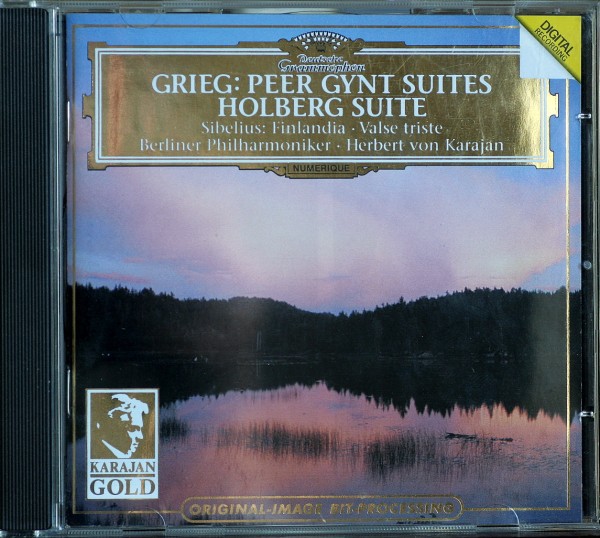 DIGITAL
RECORDING
Deutsche
Grammophon
GRIEG: PEER GYNT SUITES
HOLBERG SUITE
Sibelius: Finlandia · Valse triste
Berliner Philharmoniker · Herbert von Karajan
NUMERIQUE
KARAJAN
GOLD
ORIGINAL-IMAGE BIT-PROCESSING